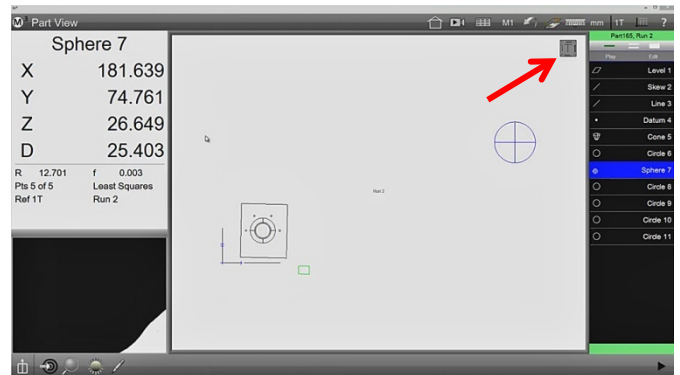 M³ Part View
M1
mm
1T
?
Sphere 7
X 181.639
Y 74.761
Z 26.649
D 25.403
R 12.701 f 0.003
Pts 5 of 5 Least Squares
Ref 1T Run 2
Run 2
T
Part165, Run 2
Play Edit
Level 1
Skew 2
Line 3
Datum 4
Cone 5
Circle 6
Sphere 7
Circle 8
Circle 9
Circle 10
Circle 11